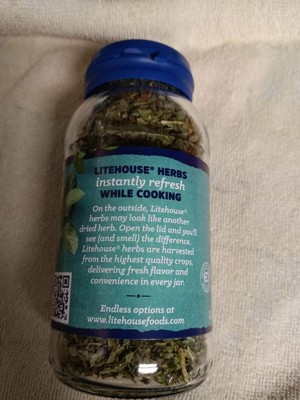 LITEHOUSE® HERBS
instantly refresh
WHILE COOKING
On the outside, Litehouse®
herbs may look like another
dried herb. Open the lid and you'll
see (and smell) the difference.
Litehouse® herbs are harvested
from the highest quality crops,
delivering fresh flavor and
convenience in every jar.
Endless options at
www.litehousefoods.com